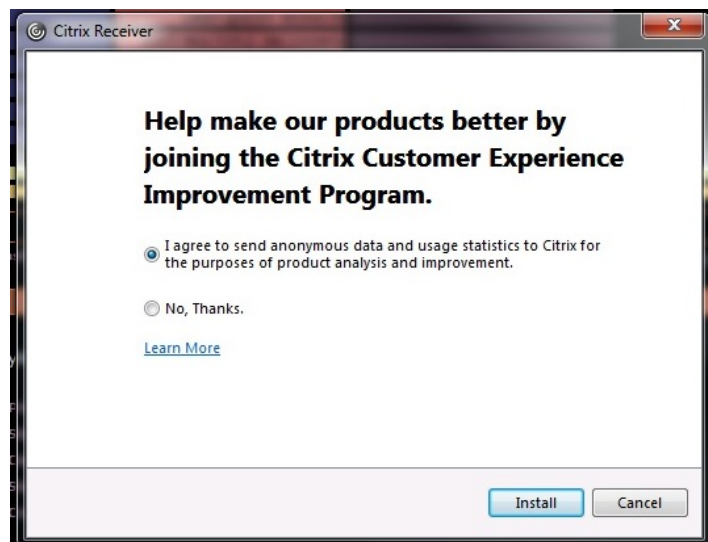 Citrix Receiver
Help make our products better by
joining the Citrix Customer Experience
Improvement Program.
I agree to send anonymous data and usage statistics to Citrix for
the purposes of product analysis and improvement.
No, Thanks.
Learn More
Install Cancel